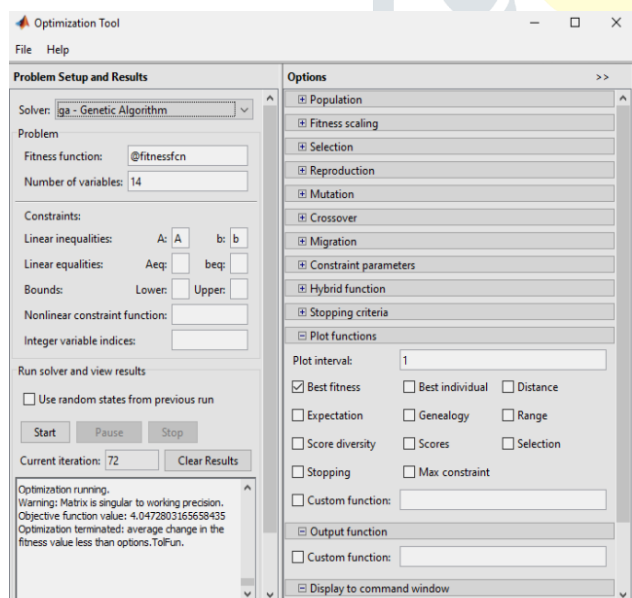 Optimization Tool
File Help
Problem Setup and Results
Solver: ga - Genetic Algorithm
Problem
Fitness function: @fitnessfcn
Number of variables: 14
Constraints:
Linear inequalities: A: A b: b
Linear equalities: Aeq: beq:
Bounds: Lower: Upper:
Nonlinear constraint function:
Integer variable indices:
Run solver and view results
Use random states from previous run
Start Pause Stop
Current iteration: 72 Clear Results
Optimization running.
Warning: Matrix is singular to working precision.
Objective function value: 4.0472803165658435
Optimization terminated: average change in the
fitness value less than options.TolFun.
Options >>
Population
Fitness scaling
Selection
Reproduction
Mutation
Crossover
Migration
Constraint parameters
Hybrid function
Stopping criteria
Plot functions
Plot interval: 1
Best fitness Best individual Distance
Expectation Genealogy Range
Score diversity Scores Selection
Stopping Max constraint
Custom function:
Output function
Custom function:
Display to command window